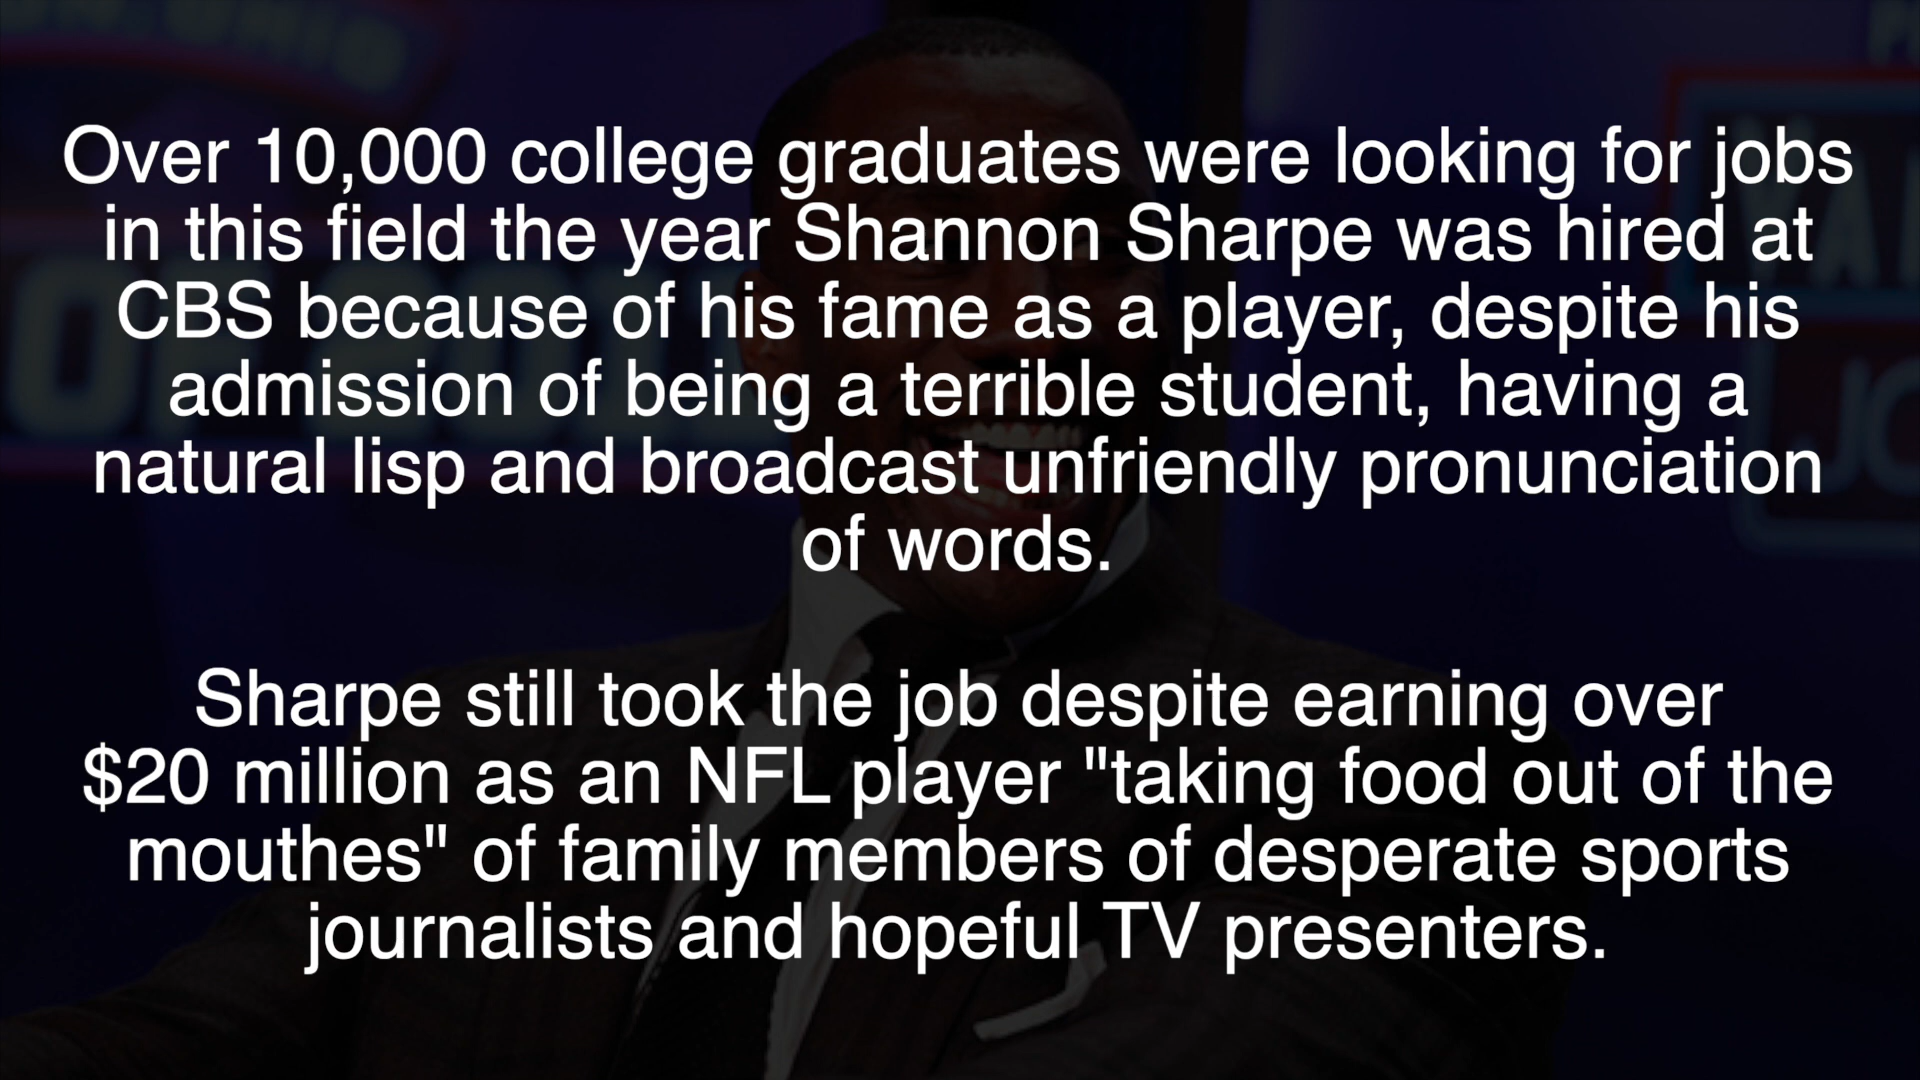 Over 10,000 college graduates were looking for jobs
in this field the year Shannon Sharpe was hired at
CBS because of his fame as a player, despite his
admission of being a terrible student, having a
natural lisp and broadcast unfriendly pronunciation
of words.
Sharpe still took the job despite earning over
$20 million as an NFL player "taking food out of the
mouthes" of family members of desperate sports
journalists and hopeful TV presenters.